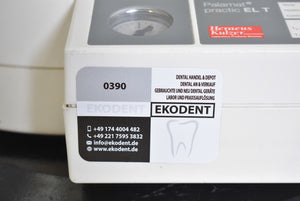 Palamat®
practic EL T
Heraeus
Kulzer
0390
EKODENT
DENTAL HANDEL & DEPOT
DENTAL AN & VERKAUF
GEBRAUCHTE UND NEU DENTAL GERÄTE
LABOR UND PRAXISAUFLÖSUNG
EKODENT
+49 174 4004 482
+49 221 7595 3832
info@ekodent.de
www.ekodent.de